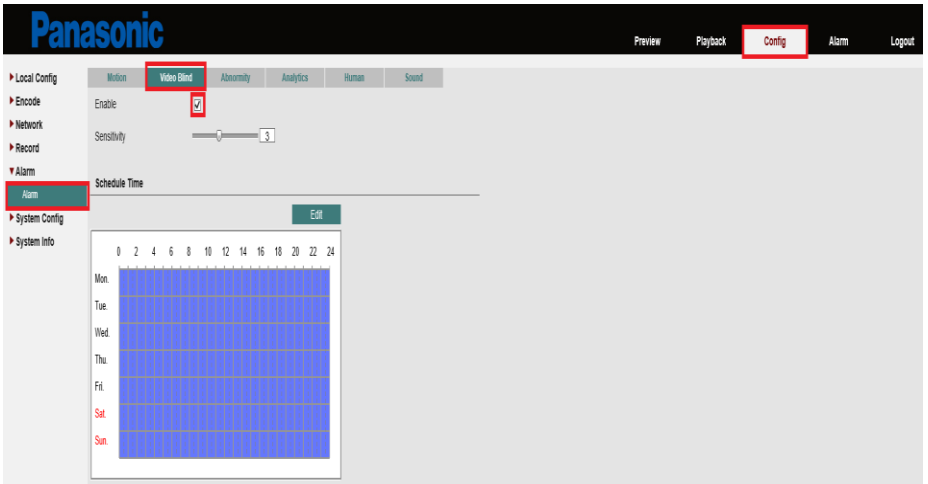 Panasonic
Preview Playback Config Alarm Logout
Local Config
Encode
Network
Record
Alarm
Alarm
System Config
System Info
Motion Video Blind Abnormity Analytics Human Sound
Enable
Sensitivity 3
Schedule Time
Edit
0 2 4 6 8 10 12 14 16 18 20 22 24
Mon.
Tue.
Wed.
Thu.
Fri.
Sat.
Sun.